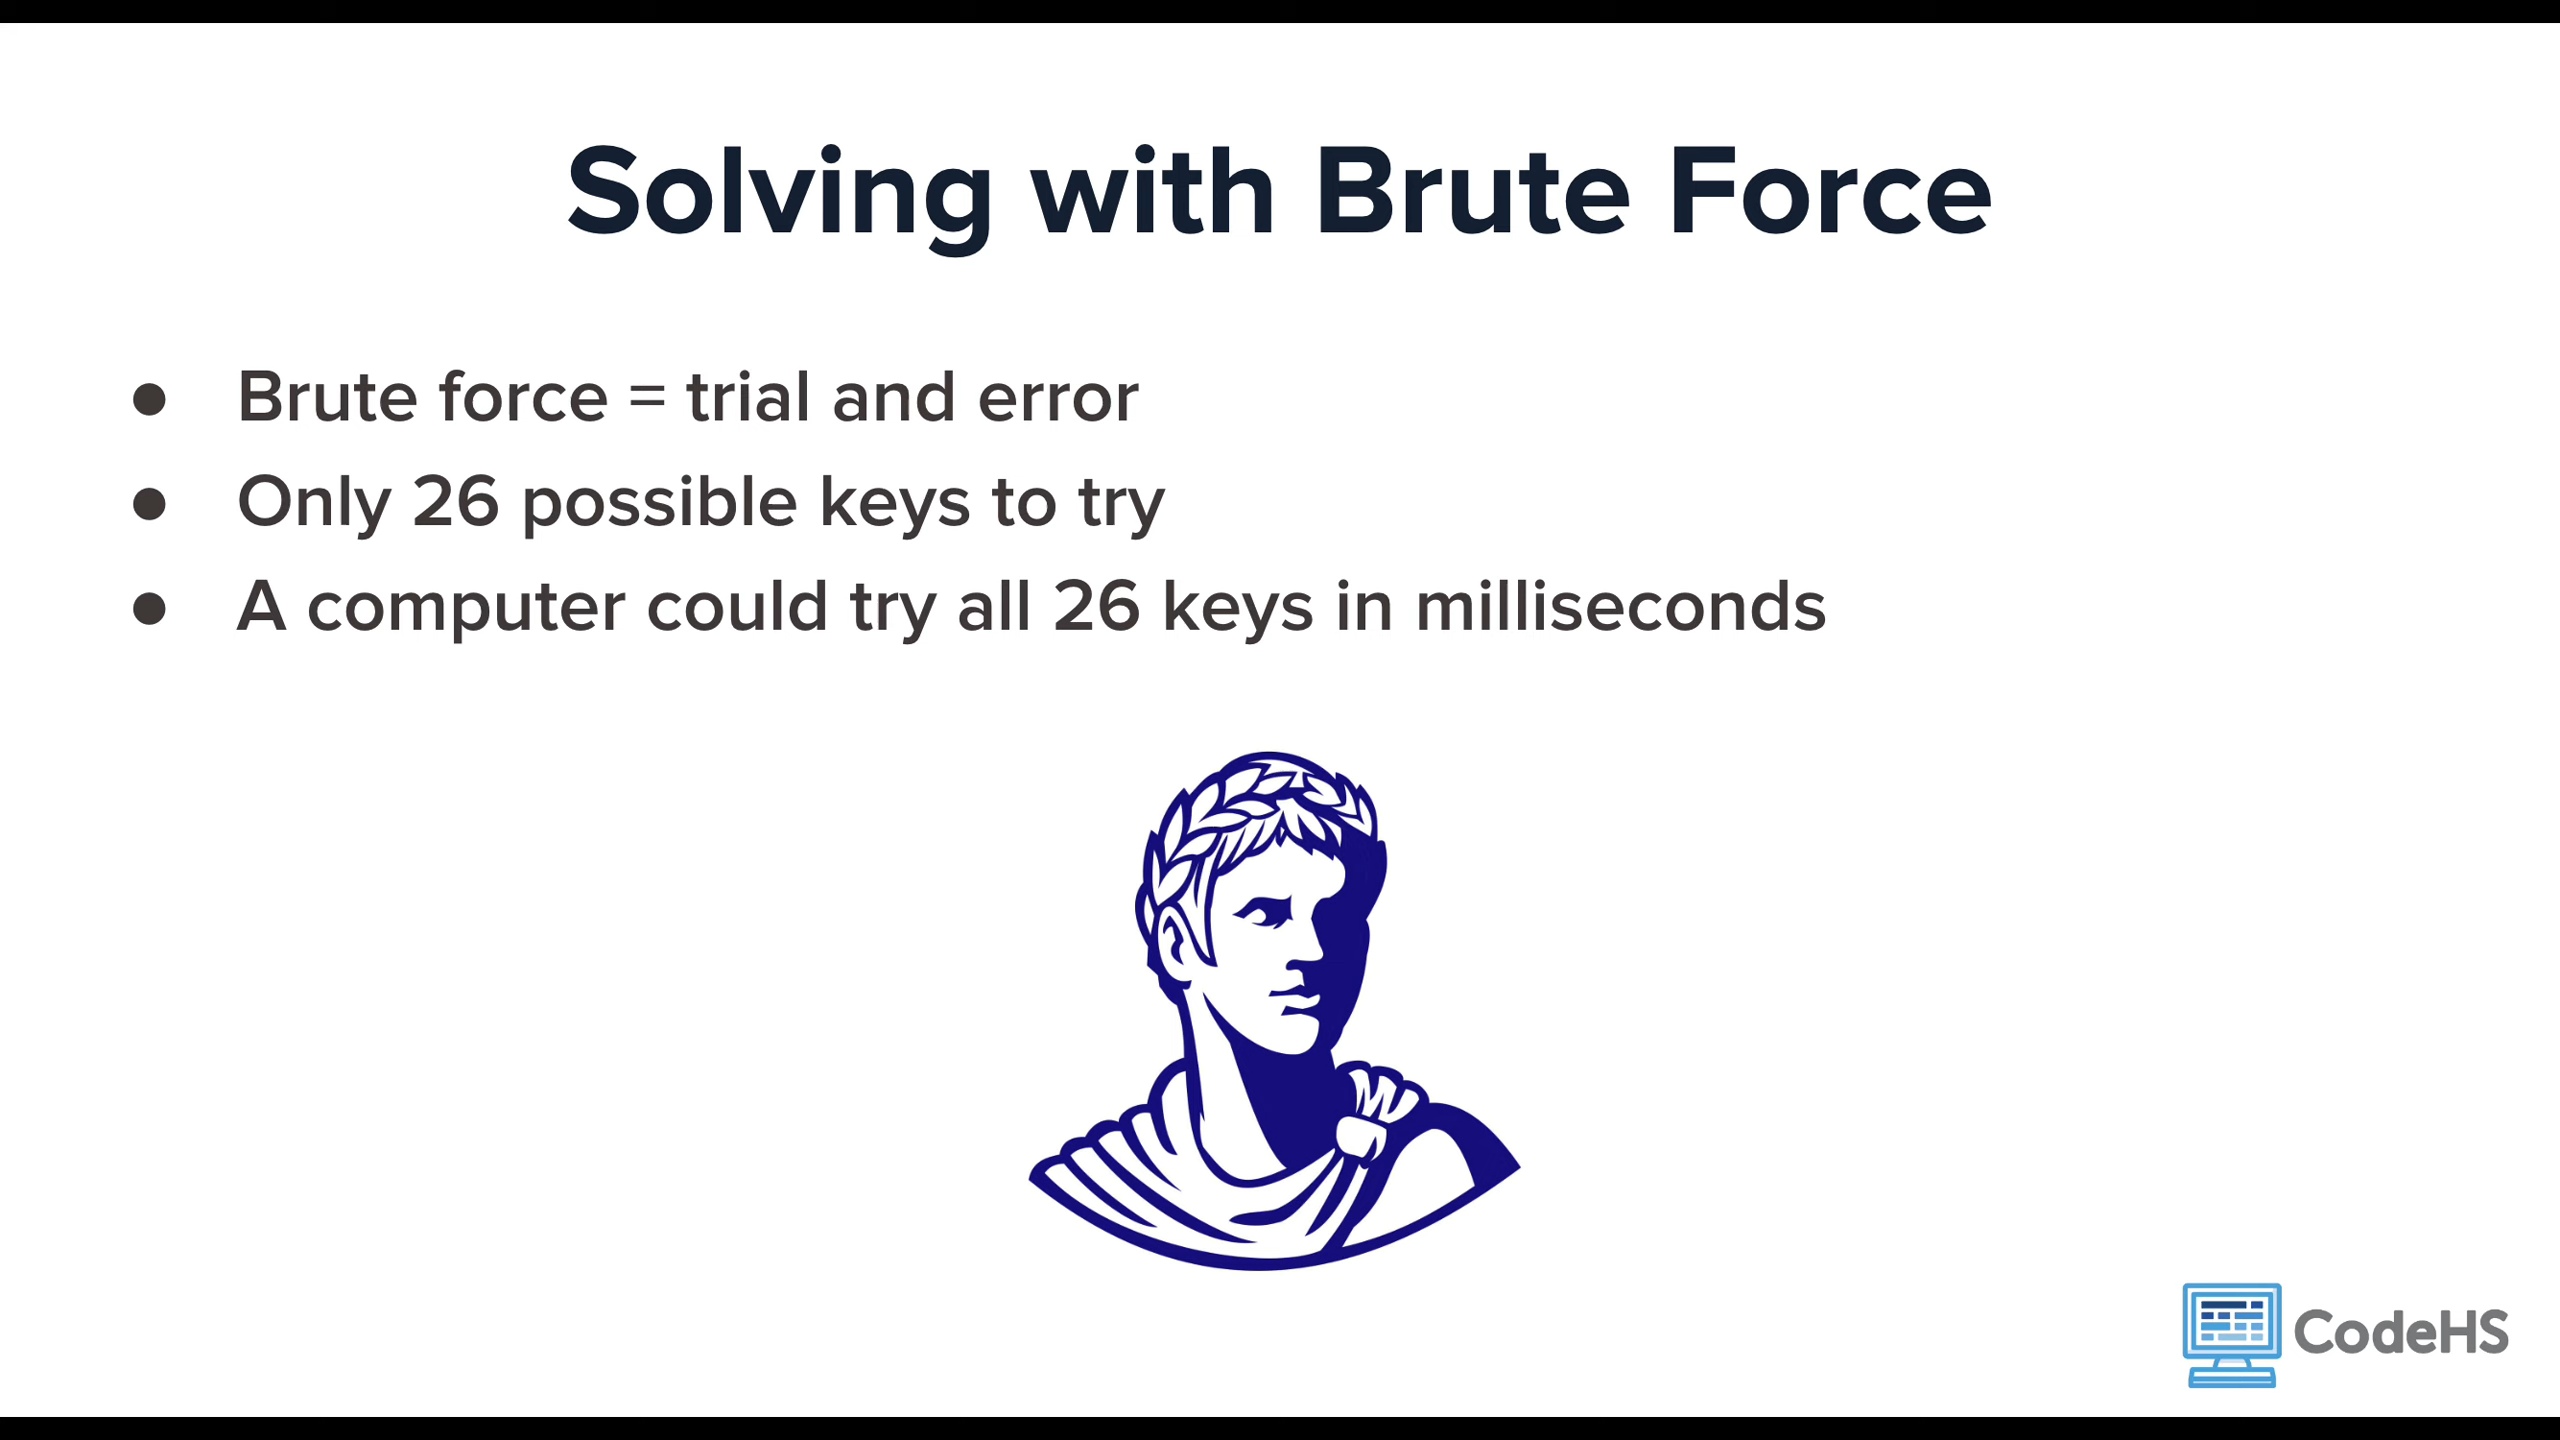 Solving with Brute Force
● Brute force = trial and error
● Only 26 possible keys to try
● A computer could try all 26 keys in milliseconds
CodeHS